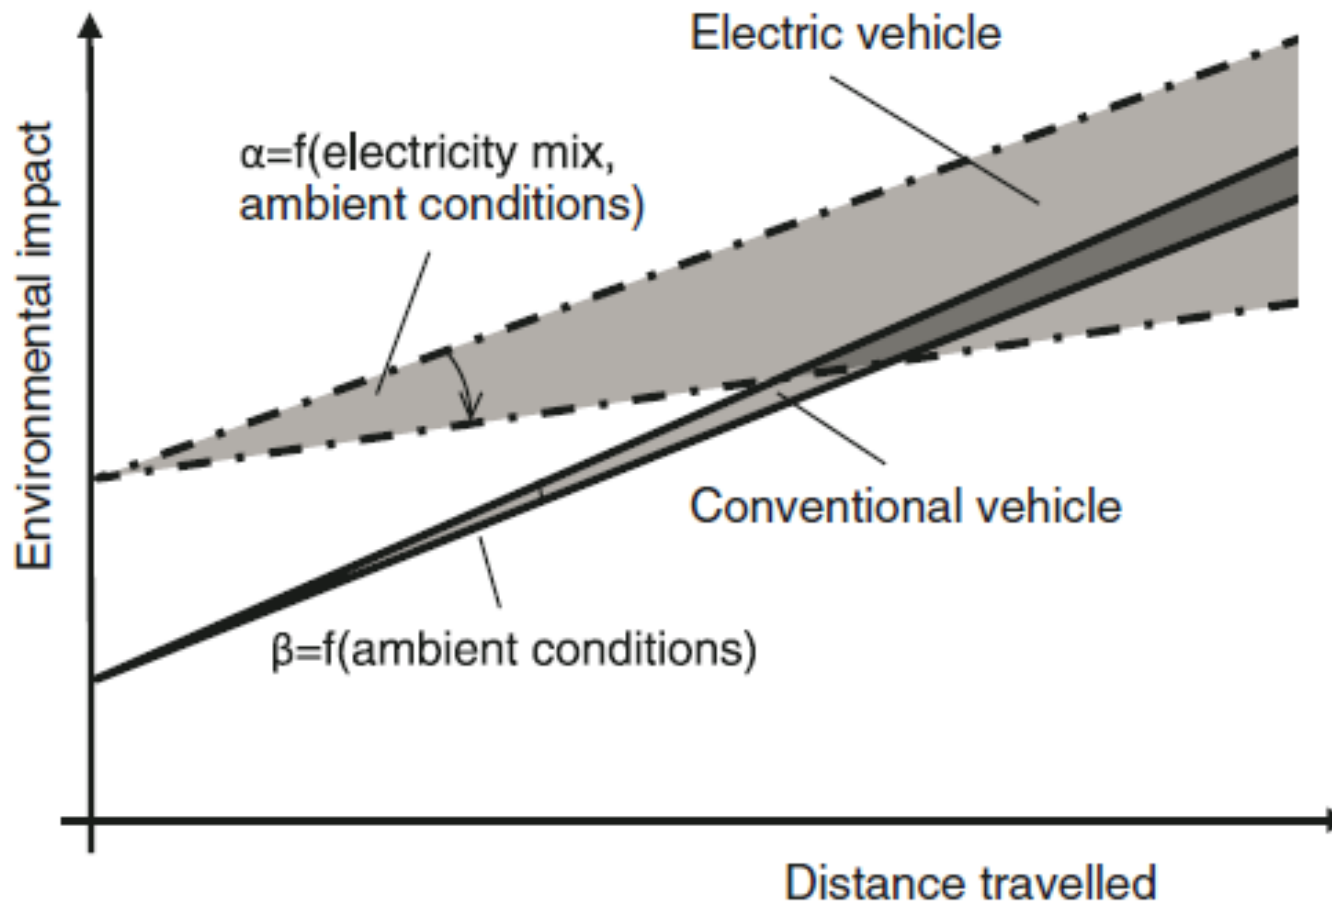 Electric vehicle
α=f(electricity mix,
ambient conditions)
Environmental impact
Conventional vehicle
β=f(ambient conditions)
Distance travelled